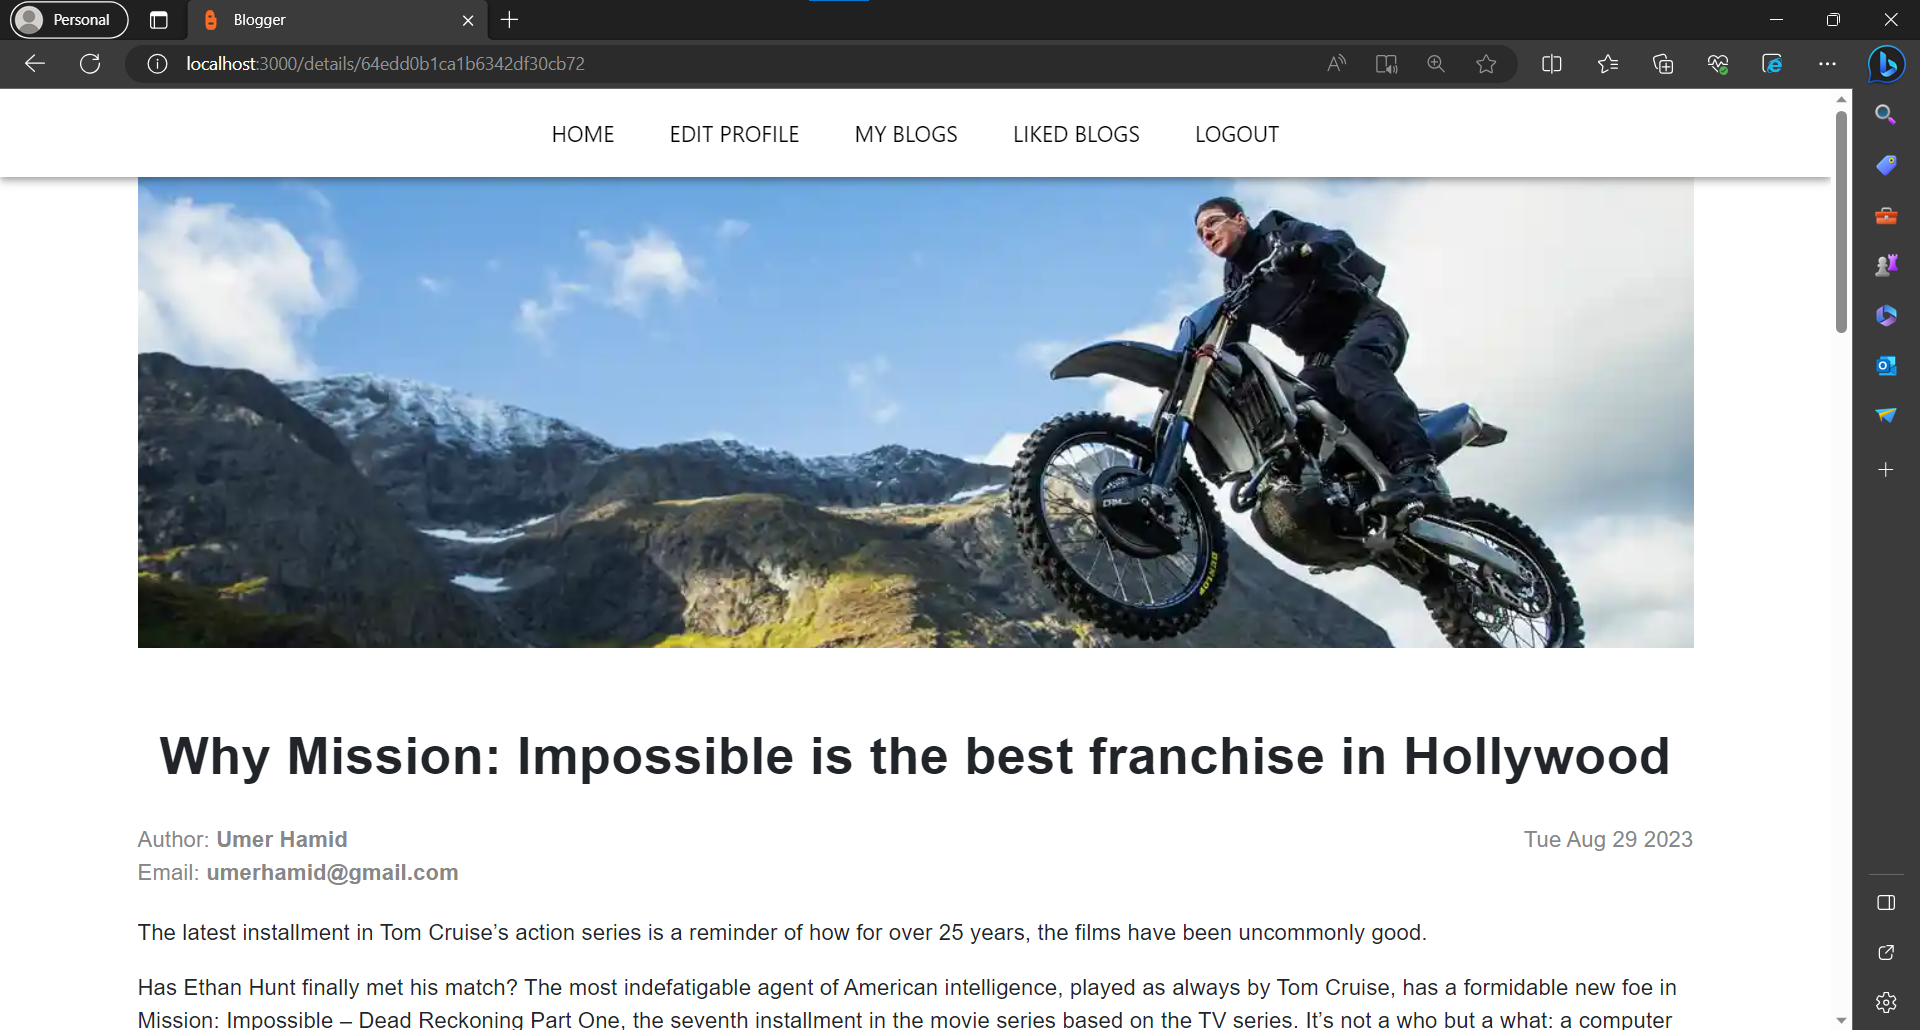 Personal
Blogger
localhost:3000/details/64edd0b1ca1b6342df30cb72
HOME EDIT PROFILE MY BLOGS LIKED BLOGS LOGOUT
DUNLOP
Why Mission: Impossible is the best franchise in Hollywood
Author: Umer Hamid
Tue Aug 29 2023
Email: umerhamid@gmail.com
The latest installment in Tom Cruise’s action series is a reminder of how for over 25 years, the films have been uncommonly good.
Has Ethan Hunt finally met his match? The most indefatigable agent of American intelligence, played as always by Tom Cruise, has a formidable new foe in
Mission: Impossible – Dead Reckoning Part One, the seventh installment in the movie series based on the TV series. It’s not a who but a what: a computer